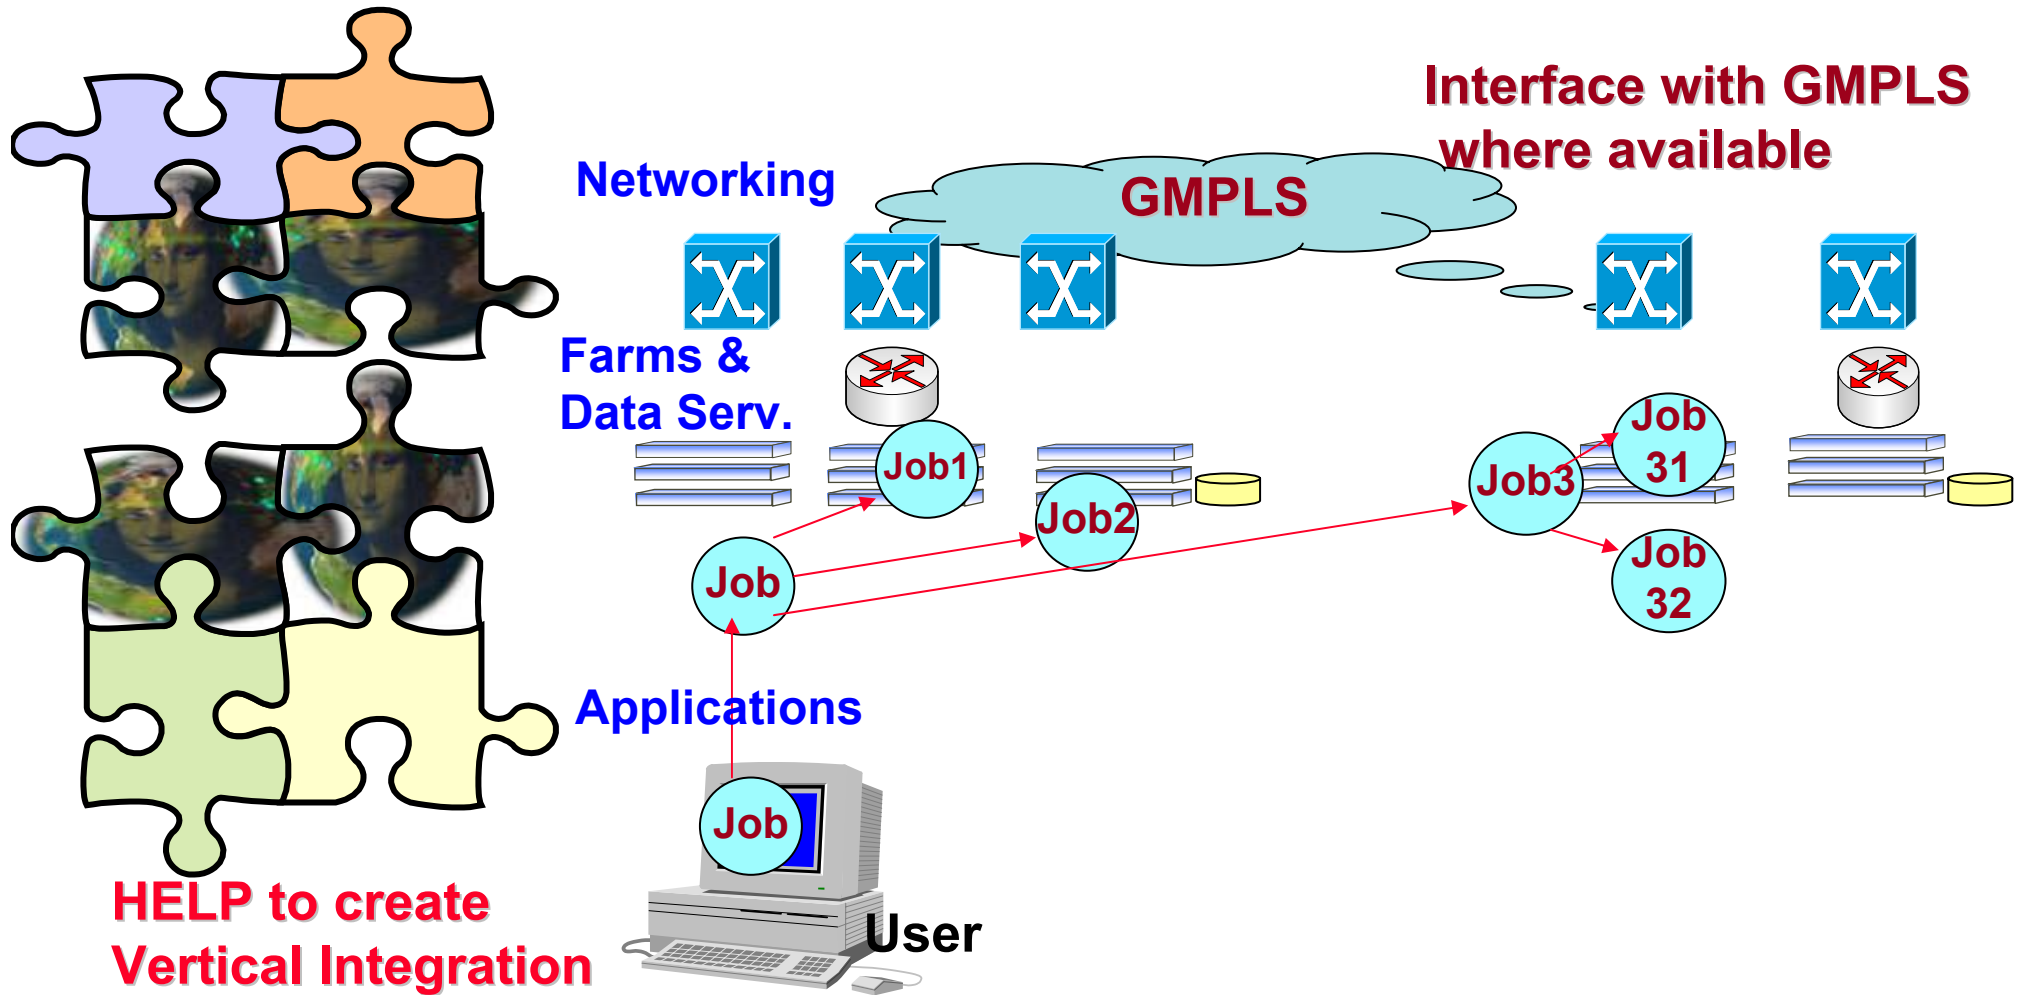 Interface with GMPLS
where available
Networking
GMPLS
Farms &
Data Serv.
Job1
Job2
Job3
Job
31
Job
32
Job
Applications
Job
User
HELP to create
Vertical Integration